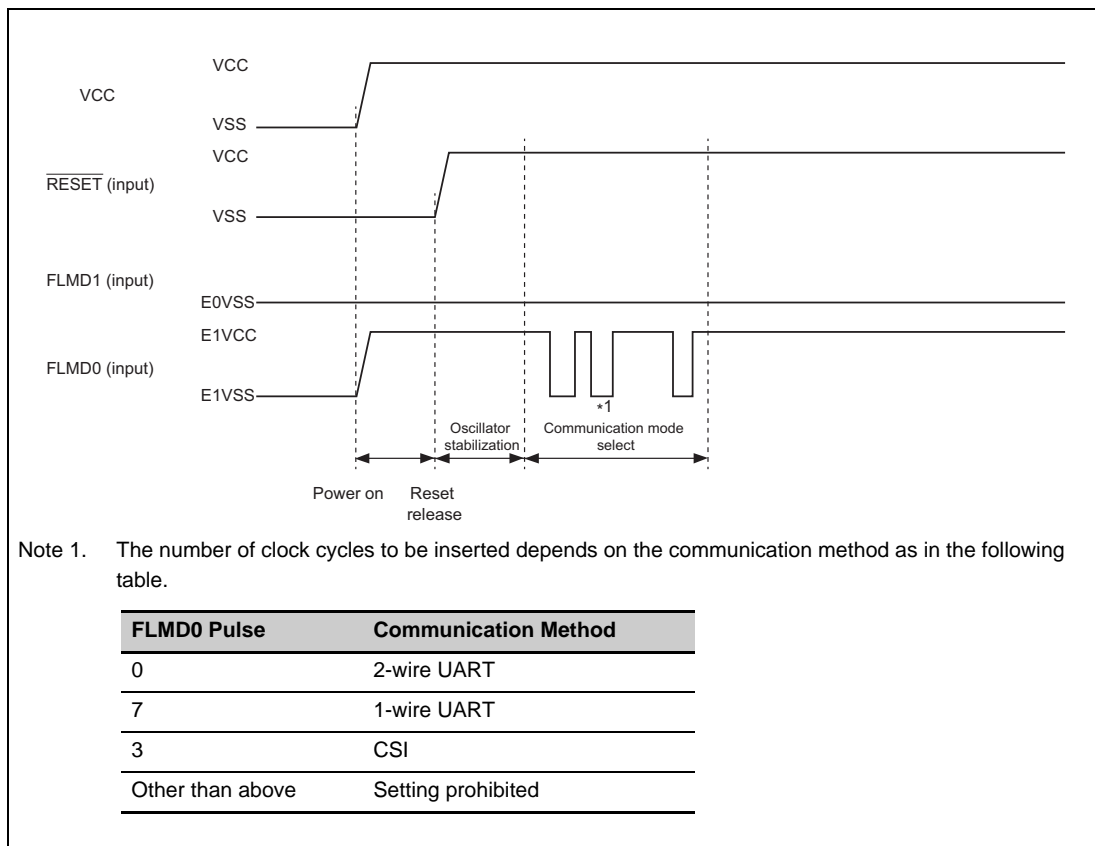 VCC
VCC
VSS
RESET (input)
VCC
VSS
FLMD1 (input)
E0VSS
FLMD0 (input)
E1VCC
E1VSS
*1
Oscillator
stabilization
Communication mode
select
Power on
Reset
release
Note 1. The number of clock cycles to be inserted depends on the communication method as in the following
table.
FLMD0 Pulse Communication Method
0 2-wire UART
7 1-wire UART
3 CSI
Other than above Setting prohibited